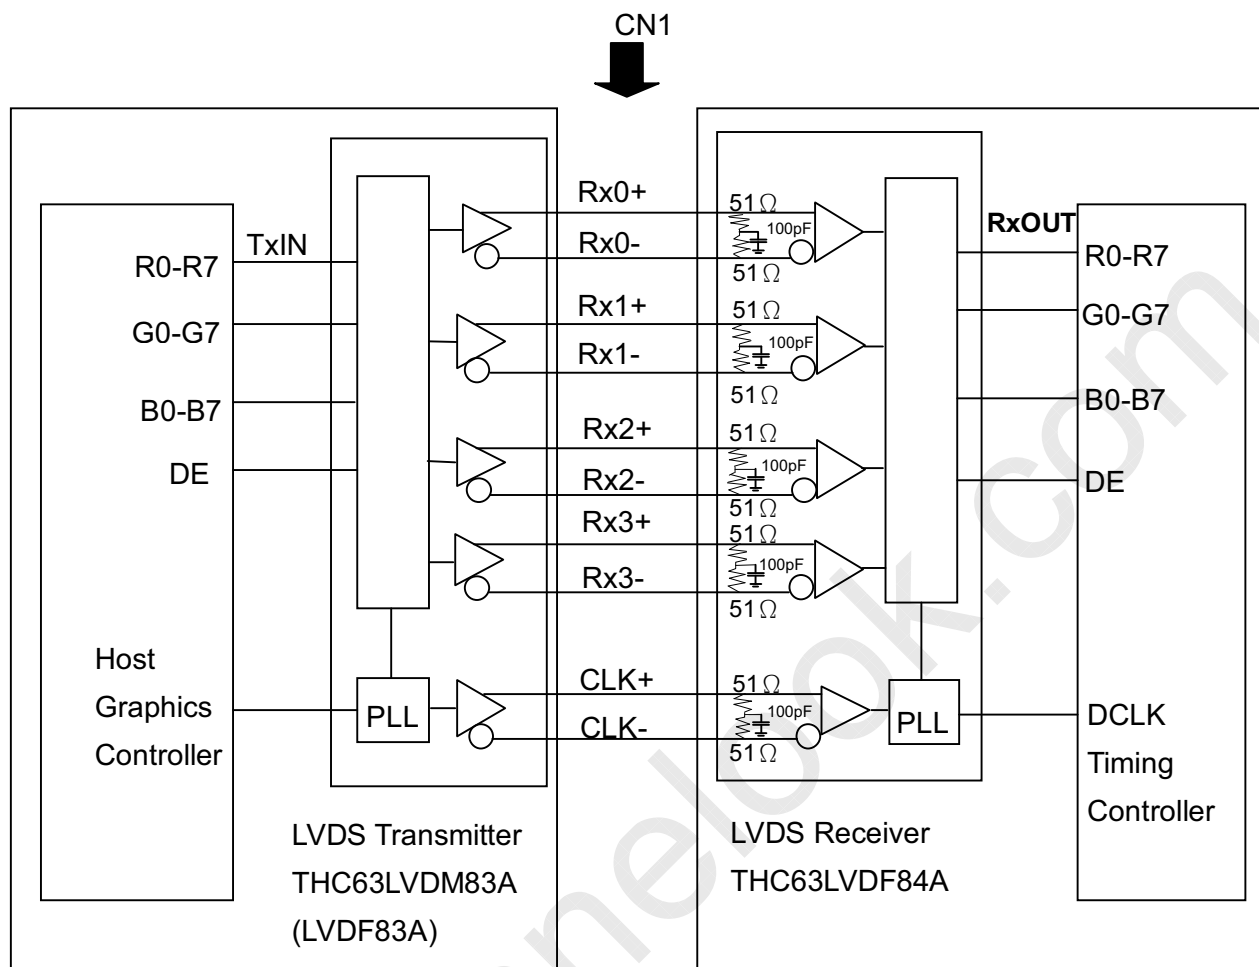 CN1
Rx0+
51Ω
TxIN
Rx0-
100pF
RxOUT
R0-R7
51Ω
R0-R7
Rx1+
51Ω
G0-G7
Rx1-
100pF
G0-G7
51Ω
B0-B7
B0-B7
Rx2+
51Ω
DE
Rx2-
100pF
DE
51Ω
Rx3+
51Ω
Rx3-
100pF
51Ω
Host
Graphics
Controller
PLL
CLK+
51Ω
CLK-
100pF
51Ω
PLL
DCLK
Timing
Controller
LVDS Transmitter
THC63LVDM83A
(LVDF83A)
LVDS Receiver
THC63LVDF84A
nelook.com